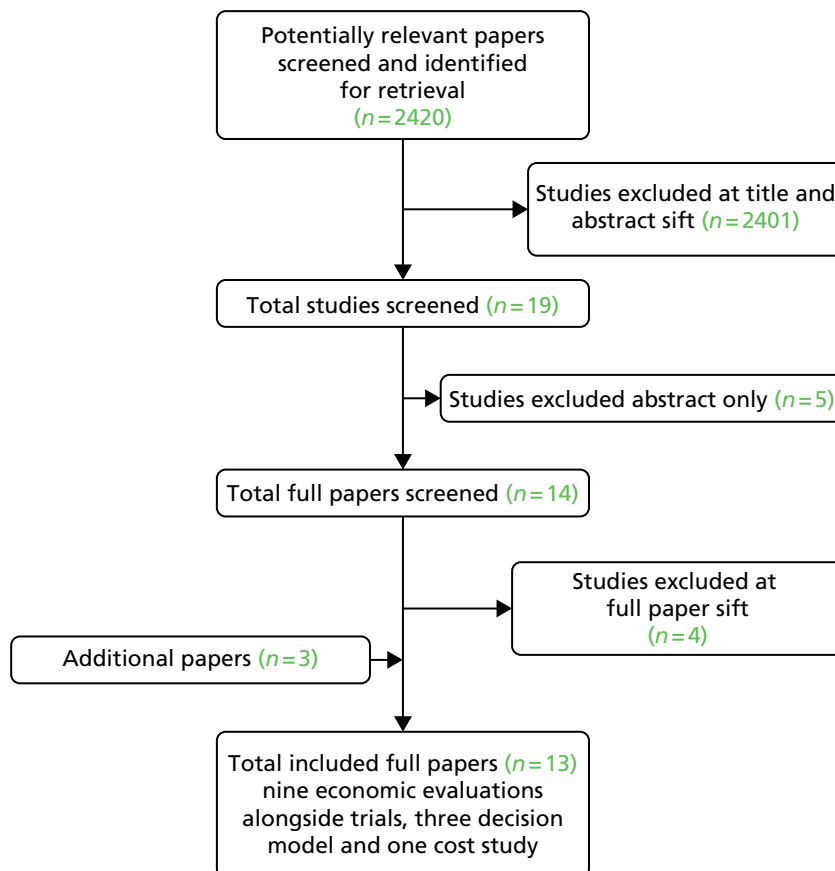 Potentially relevant papers
screened and identified
for retrieval
(n=2420)
Studies excluded at title and
abstract sift (n=2401)
Total studies screened (n=19)
Studies excluded abstract only (n=5)
Total full papers screened (n=14)
Studies excluded at
full paper sift
(n=4)
Additional papers (n=3)
Total included full papers (n=13)
nine economic evaluations
alongside trials, three decision
model and one cost study